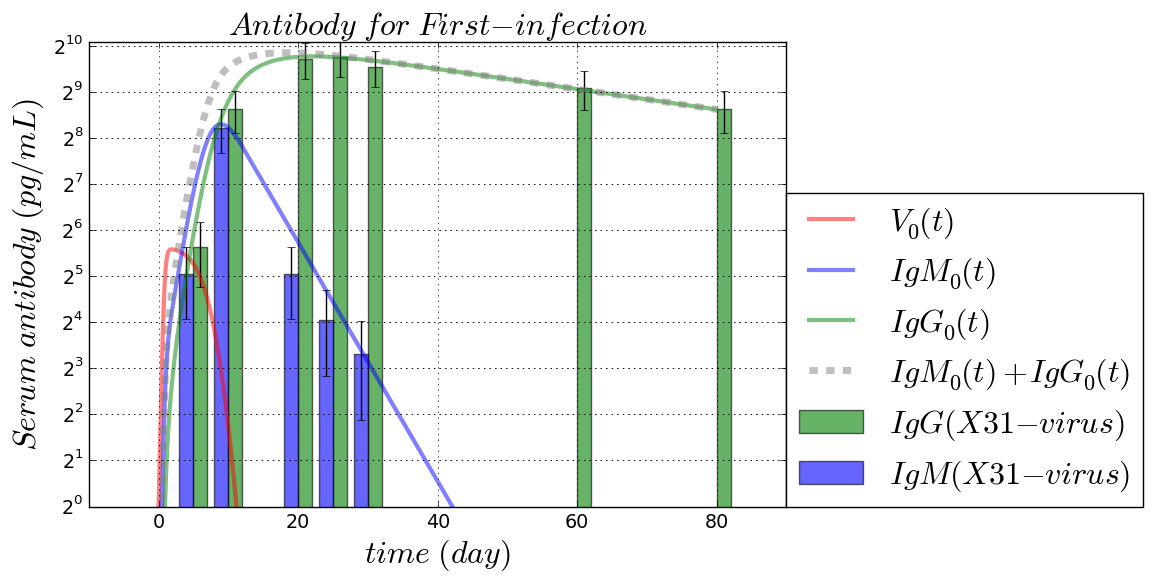 Antibody for First−infection
Serum antibody (pg/mL)
2^10
2^9
2^8
2^7
2^6
2^5
2^4
2^3
2^2
2^1
2^0
0 20 40 60 80
time (day)
V_0(t)
IgM_0(t)
IgG_0(t)
IgM_0(t)+IgG_0(t)
IgG(X31−virus)
IgM(X31−virus)